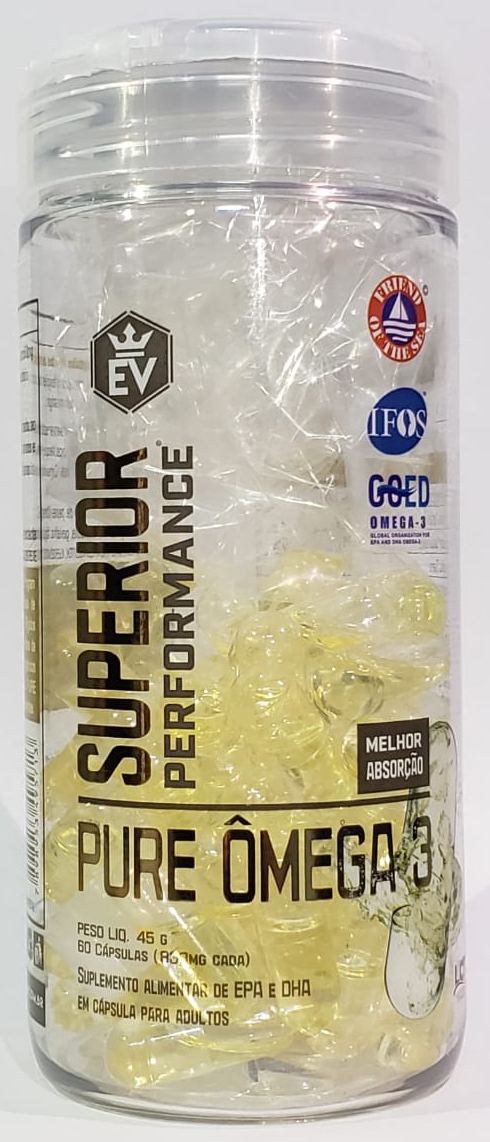 FRIEND
OF THE SEA
EV
IFOS
GOED
OMEGA-3
GLOBAL ORGANIZATION FOR
EPA AND DHA OMEGA-3
SUPERIOR
PERFORMANCE
MELHOR
ABSORÇÃO
PURE ÔMEGA 3
PESO LIQ. 45 G
60 CÁPSULAS CADA)
SUPLEMENTO ALIMENTAR DE EPA E DHA
EM CÁPSULA PARA ADULTOS